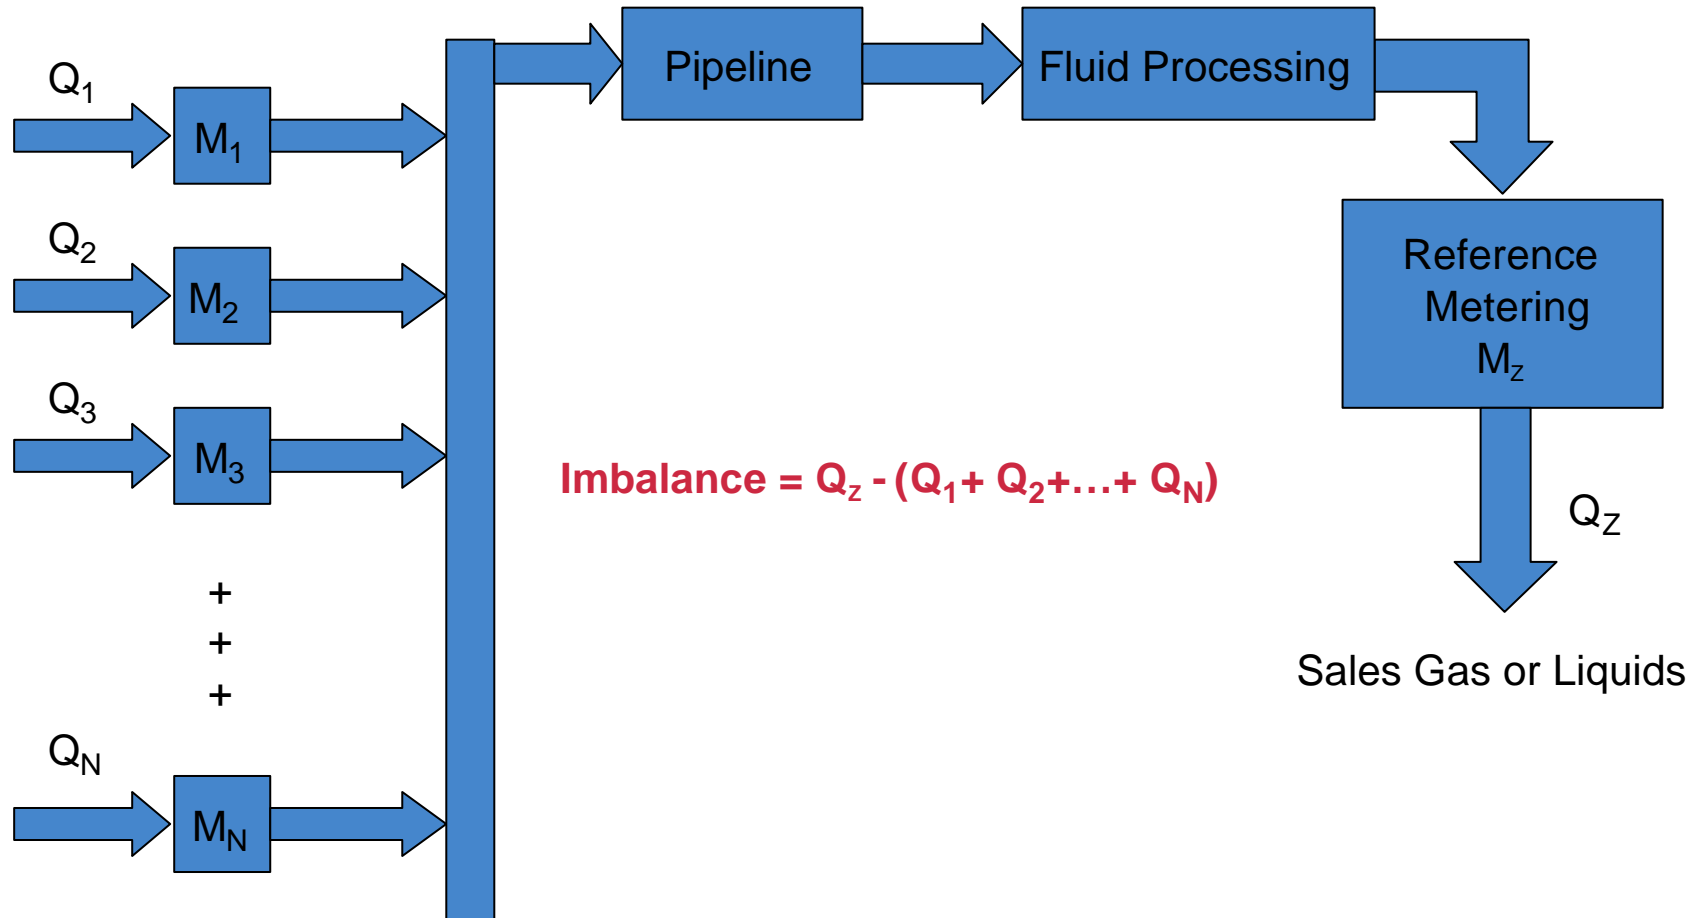 Pipeline
Fluid Processing
Q1
M1
Q2
M2
Reference
Metering
Mz
Q3
M3
Imbalance = Qz - (Q1+ Q2+…+ QN)
QZ
+
+
+
Sales Gas or Liquids
QN
MN